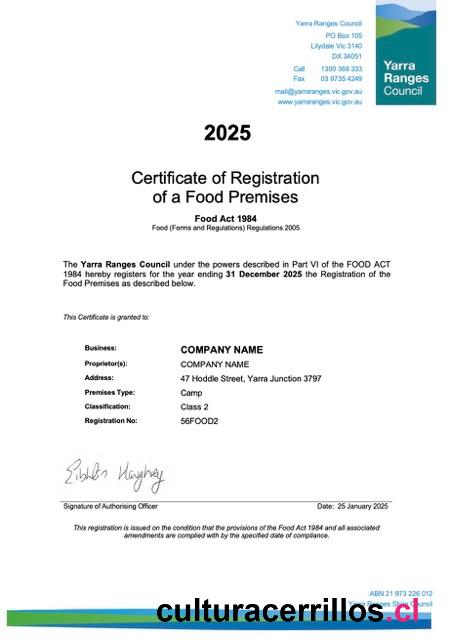 Yarra Ranges Council
PO Box 105
Lilydale Vic 3140
DX 34051
Call 1300 368 333
Fax 03 9735 4249
mail@yarraranges.vic.gov.au
www.yarraranges.vic.gov.au
Yarra
Ranges
Council
2025
Certificate of Registration
of a Food Premises
Food Act 1984
Food (Forms and Regulations) Regulations 2005
The Yarra Ranges Council under the powers described in Part VI of the FOOD ACT
1984 hereby registers for the year ending 31 December 2025 the Registration of the
Food Premises as described below.
This Certificate is granted to:
Business: COMPANY NAME
Proprietor(s): COMPANY NAME
Address: 47 Hoddle Street, Yarra Junction 3797
Premises Type: Camp
Classification: Class 2
Registration No: 56FOOD2
Signature of Authorising Officer Date: 25 January 2025
This registration is issued on the condition that the provisions of the Food Act 1984 and all associated
amendments are complied with by the specified date of compliance.
ABN 21 973 226 012
Yarra Ranges Shire Council
culturacerrillos.cl